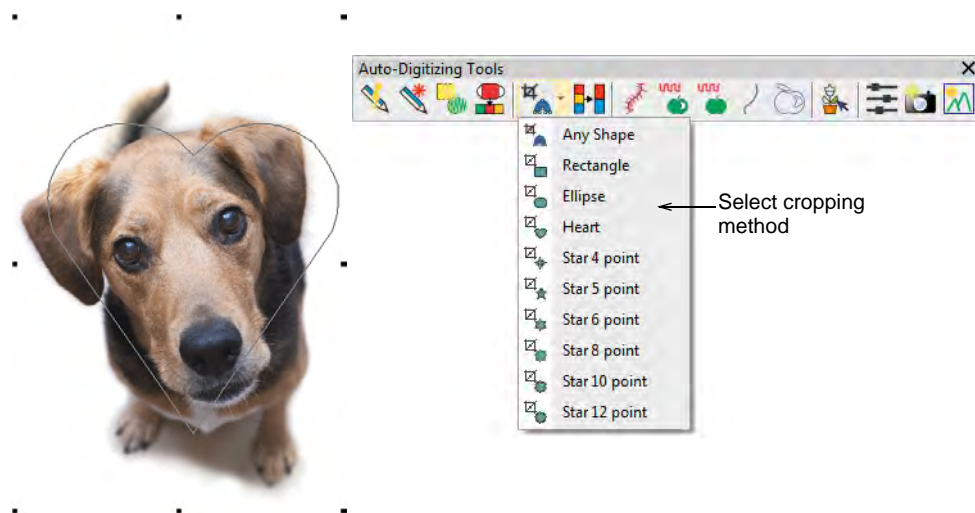 Auto-Digitizing Tools
Any Shape
Rectangle
Ellipse
Heart
Star 4 point
Star 5 point
Star 6 point
Star 8 point
Star 10 point
Star 12 point
Select cropping
method